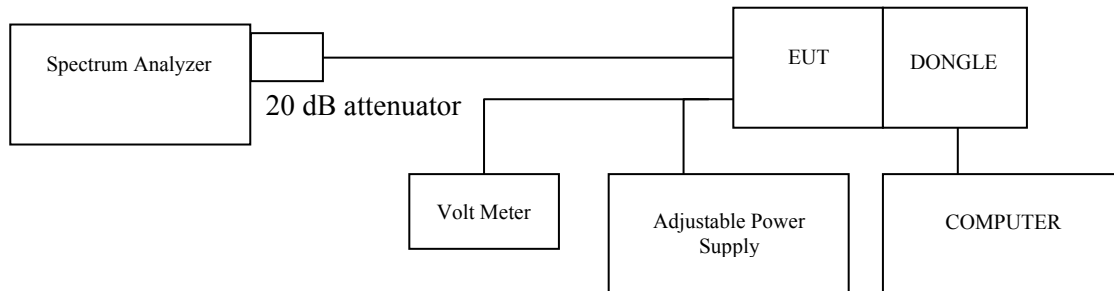 Spectrum Analyzer
20 dB attenuator
EUT
DONGLE
Volt Meter
Adjustable Power
Supply
COMPUTER